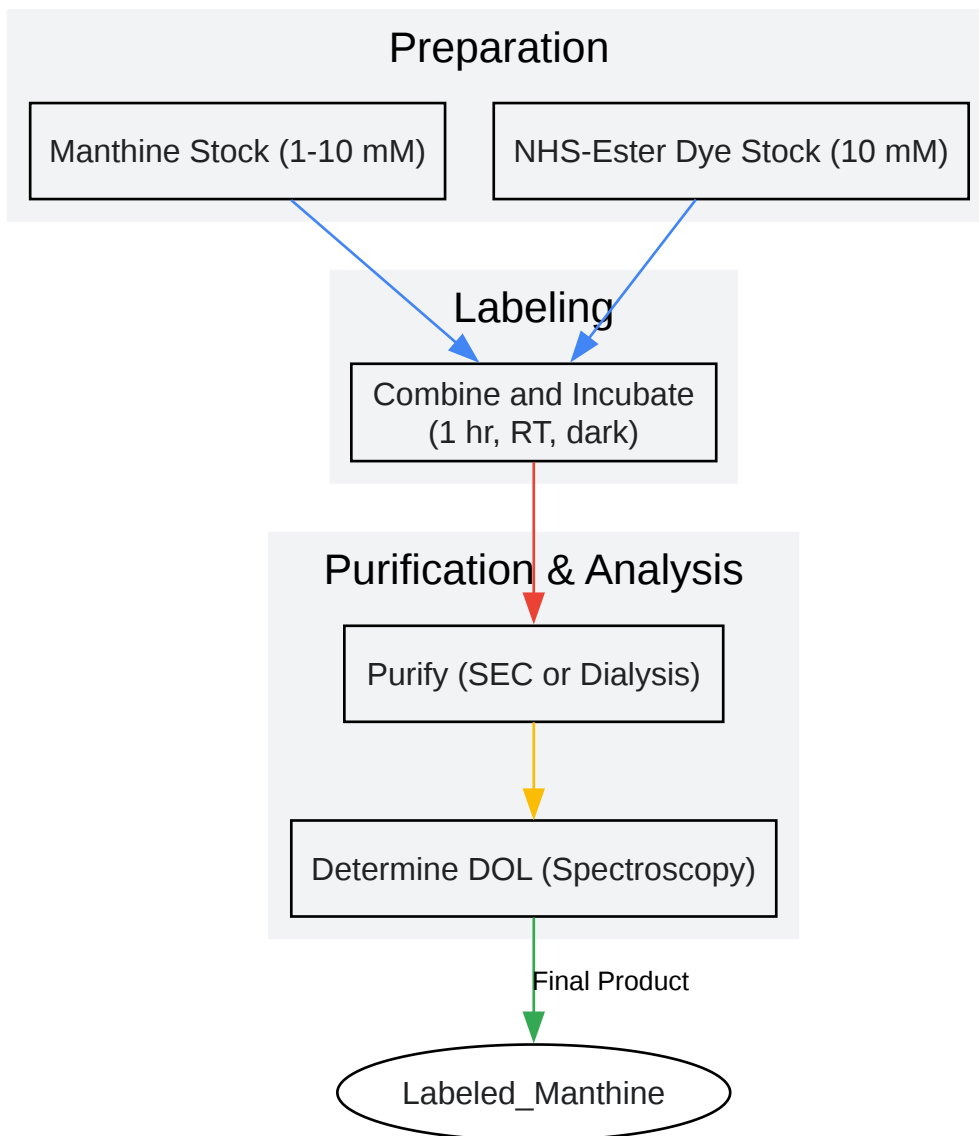 Preparation
Manthine Stock (1-10 mM)
NHS-Ester Dye Stock (10 mM)
Labeling
Combine and Incubate
(1 hr, RT, dark)
Purification & Analysis
Purify (SEC or Dialysis)
Determine DOL (Spectroscopy)
Final Product
Labeled_Manthine